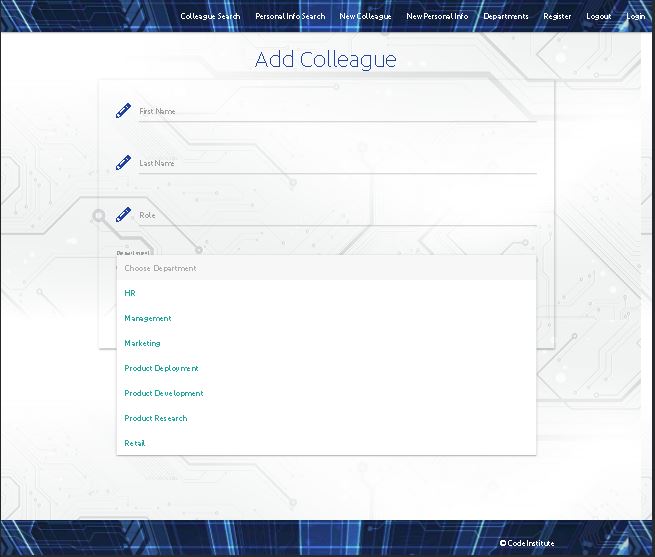 Colleague Search Personal Info Search New Colleague New Personal Info Departments Register Logout Login
Add Colleague
First Name
Last Name
Role
Department
Choose Department
HR
Management
Marketing
Product Deployment
Product Development
Product Research
Retail
© Code Institute